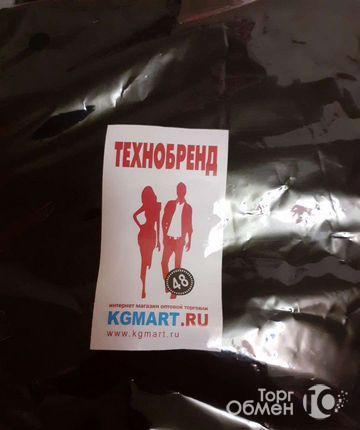 ТЕХНОБРЕНД
48
интернет магазин оптовой торговли
KGMART.RU
www.kgmart.ru
Торг
Обмен